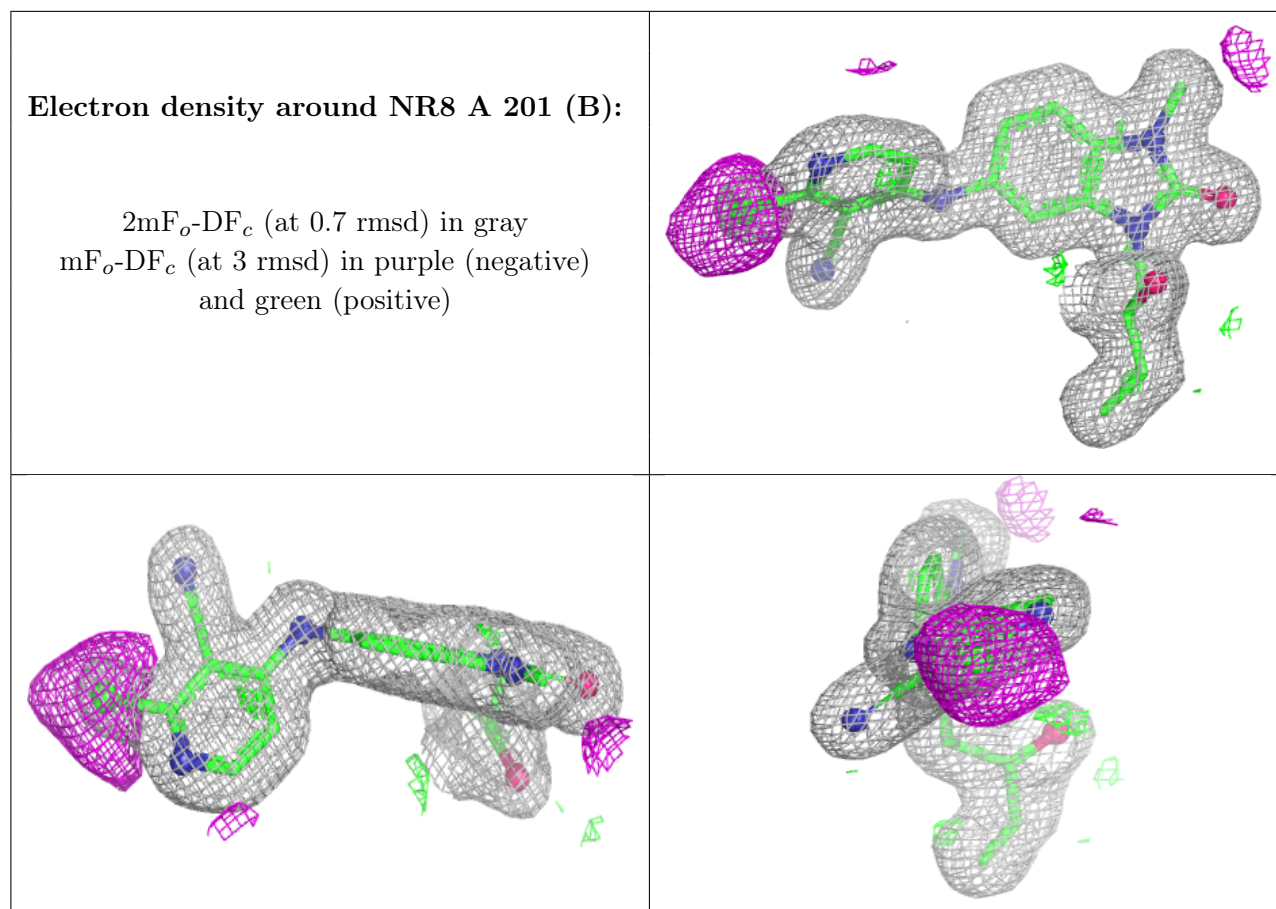 Electron density around NR8 A 201 (B):
2mFo-DFc (at 0.7 rmsd) in gray
mFo-DFc (at 3 rmsd) in purple (negative)
and green (positive)